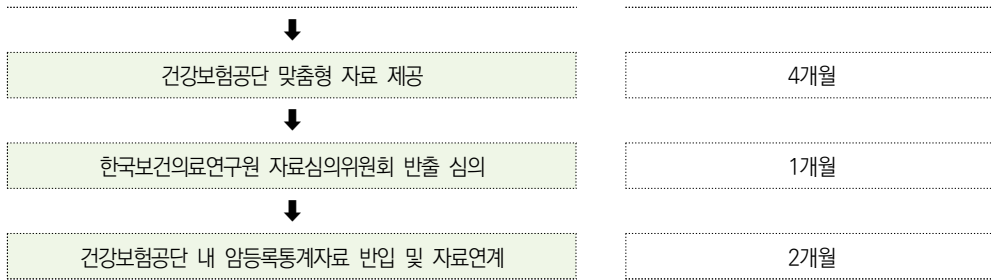 건강보험공단 맞춤형 자료 제공
4개월
한국보건의료연구원 자료심의위원회 반출 심의
1개월
건강보험공단 내 암등록통계자료 반입 및 자료연계
2개월